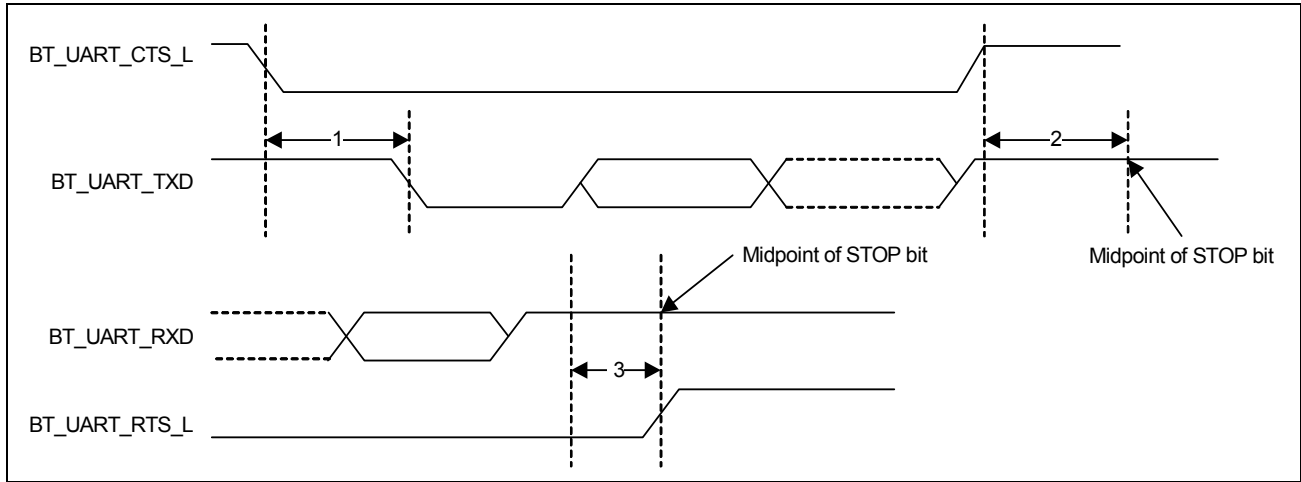 BT_UART_CTS_L
1
2
BT_UART_TXD
Midpoint of STOP bit
Midpoint of STOP bit
BT_UART_RXD
3
BT_UART_RTS_L